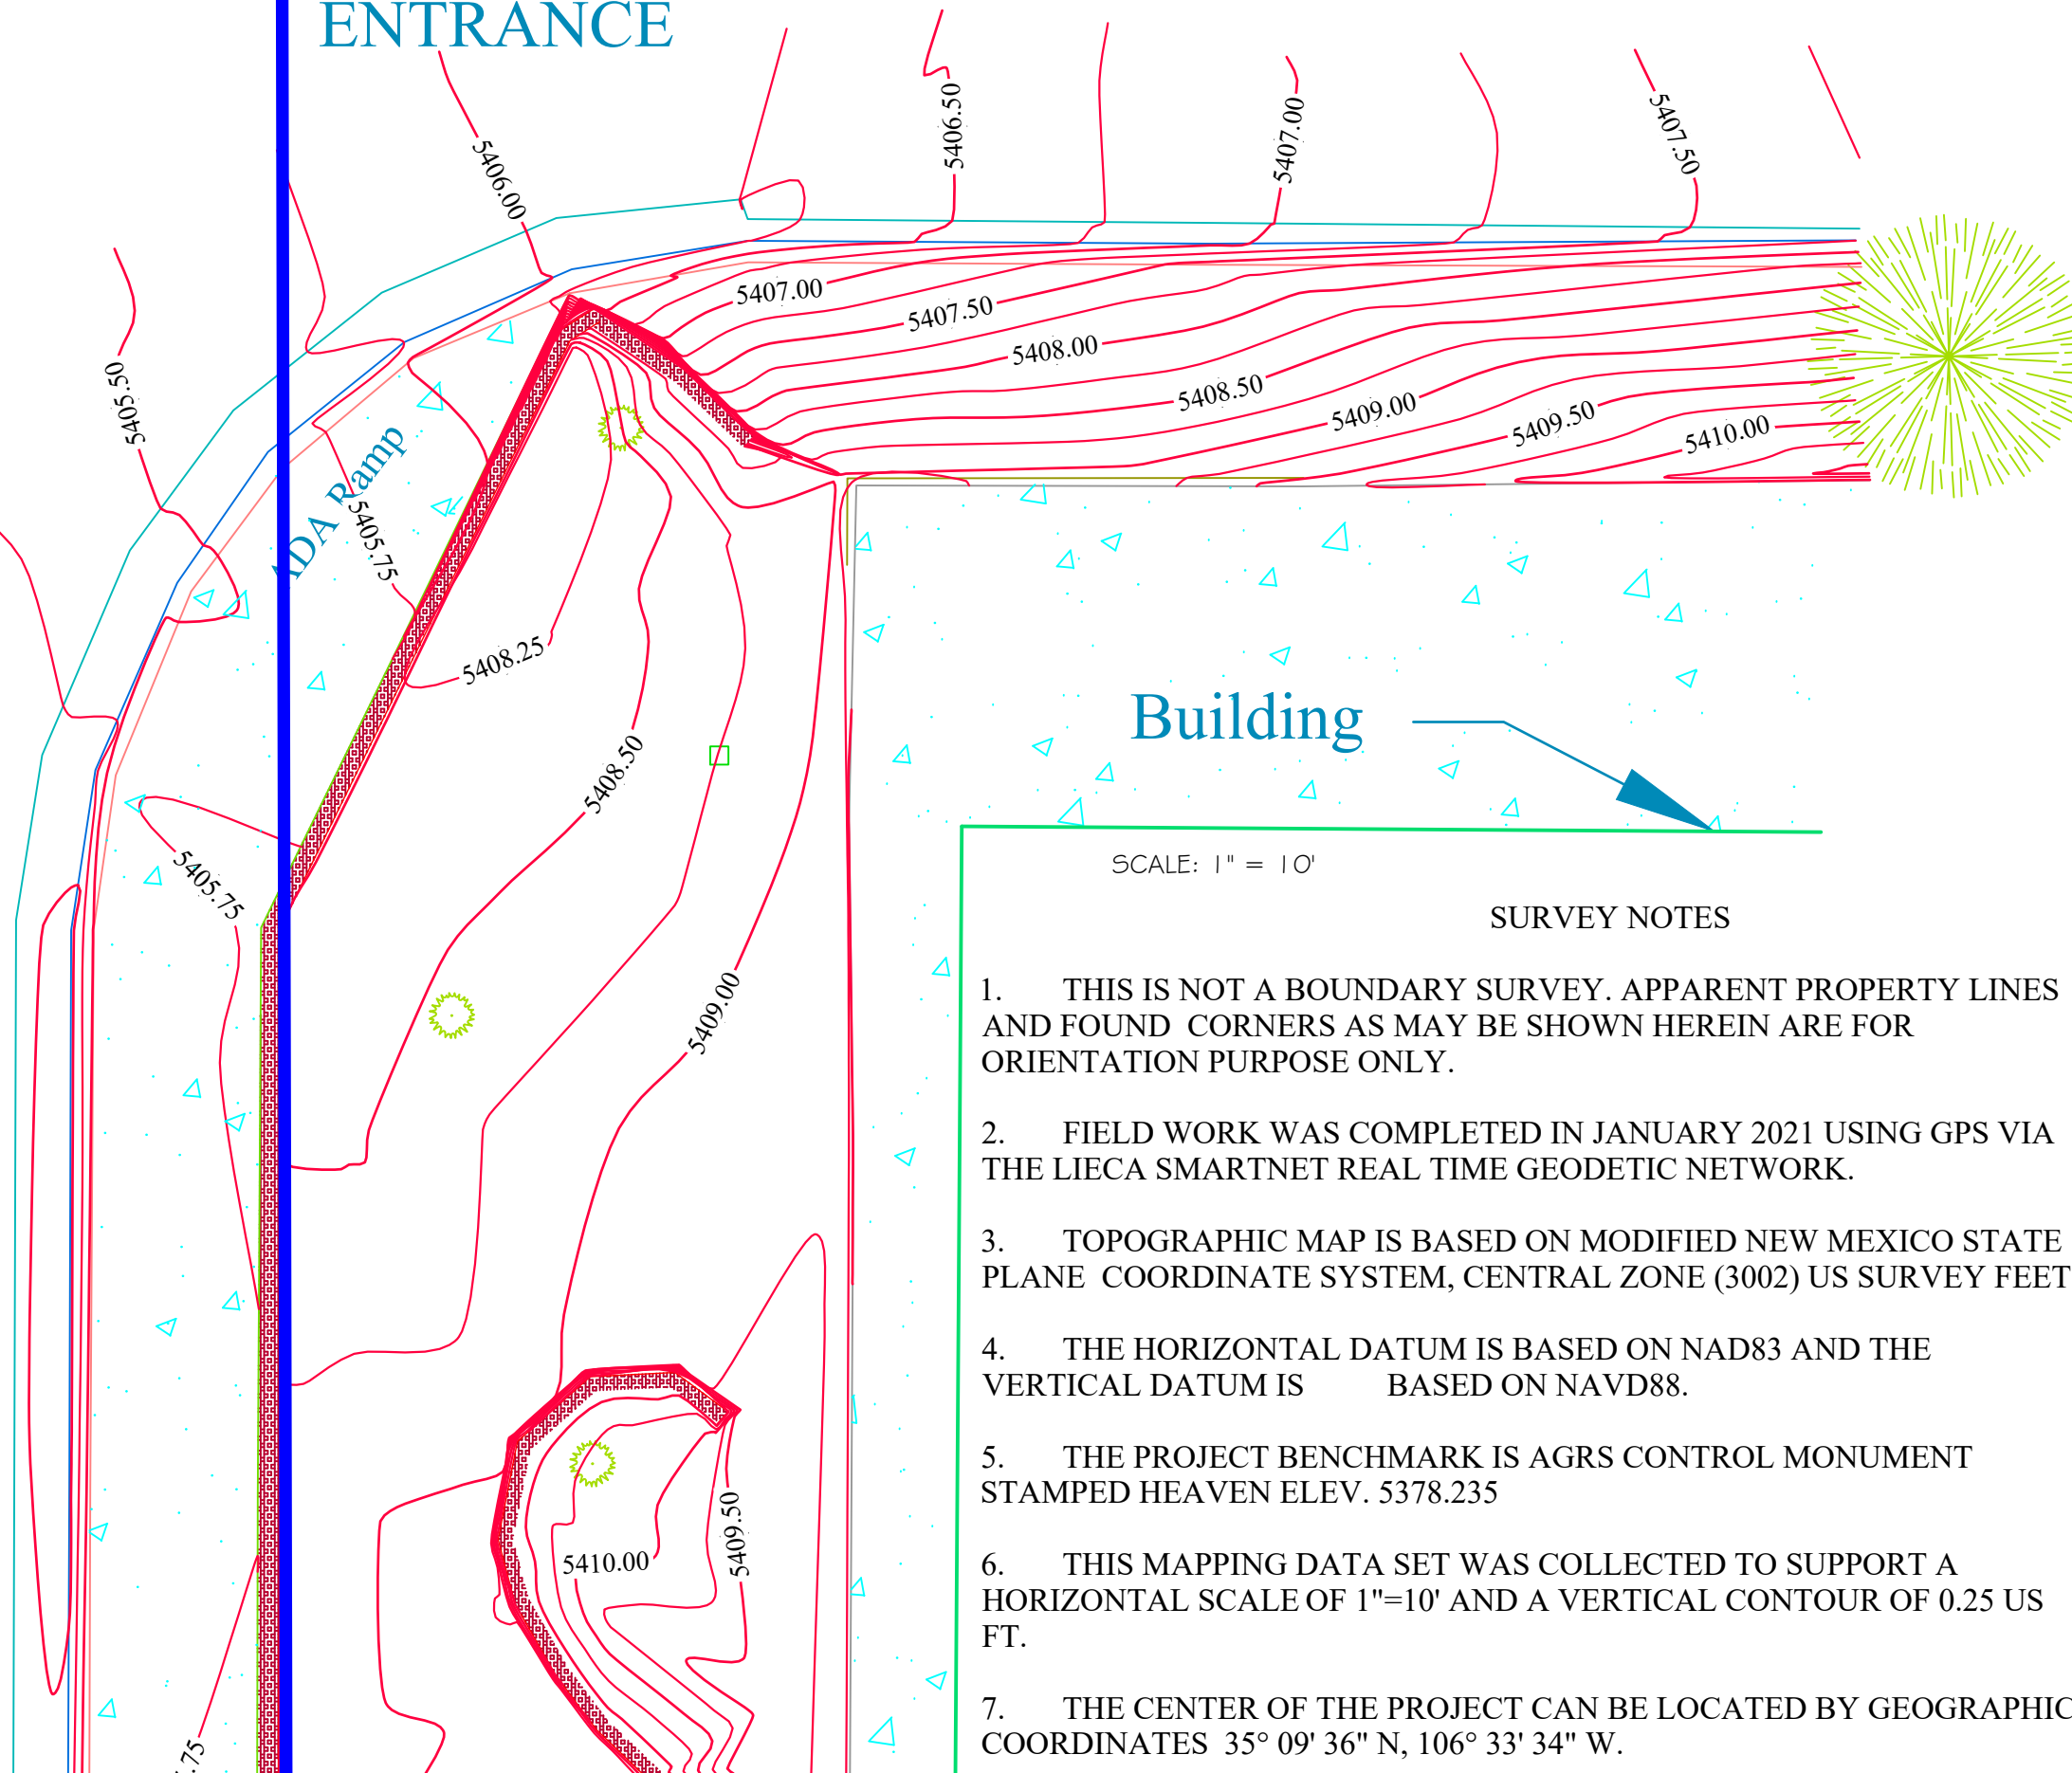 ENTRANCE
5406.00
5406.50
5407.00
5407.50
5405.50
5407.00
5407.50
5408.00
5408.50
5409.00
5409.50
5410.00
ADA Ramp
5405.75
5408.25
5408.50
Building
5405.75
5409.00
5409.50
5410.00
.75
SCALE: 1" = 10'
SURVEY NOTES
1. THIS IS NOT A BOUNDARY SURVEY. APPARENT PROPERTY LINES
AND FOUND CORNERS AS MAY BE SHOWN HEREIN ARE FOR
ORIENTATION PURPOSE ONLY.
2. FIELD WORK WAS COMPLETED IN JANUARY 2021 USING GPS VIA
THE LIECA SMARTNET REAL TIME GEODETIC NETWORK.
3. TOPOGRAPHIC MAP IS BASED ON MODIFIED NEW MEXICO STATE
PLANE COORDINATE SYSTEM, CENTRAL ZONE (3002) US SURVEY FEET
4. THE HORIZONTAL DATUM IS BASED ON NAD83 AND THE
VERTICAL DATUM IS BASED ON NAVD88.
5. THE PROJECT BENCHMARK IS AGRS CONTROL MONUMENT
STAMPED HEAVEN ELEV. 5378.235
6. THIS MAPPING DATA SET WAS COLLECTED TO SUPPORT A
HORIZONTAL SCALE OF 1"=10' AND A VERTICAL CONTOUR OF 0.25 US
FT.
7. THE CENTER OF THE PROJECT CAN BE LOCATED BY GEOGRAPHIC
COORDINATES 35° 09' 36" N, 106° 33' 34" W.